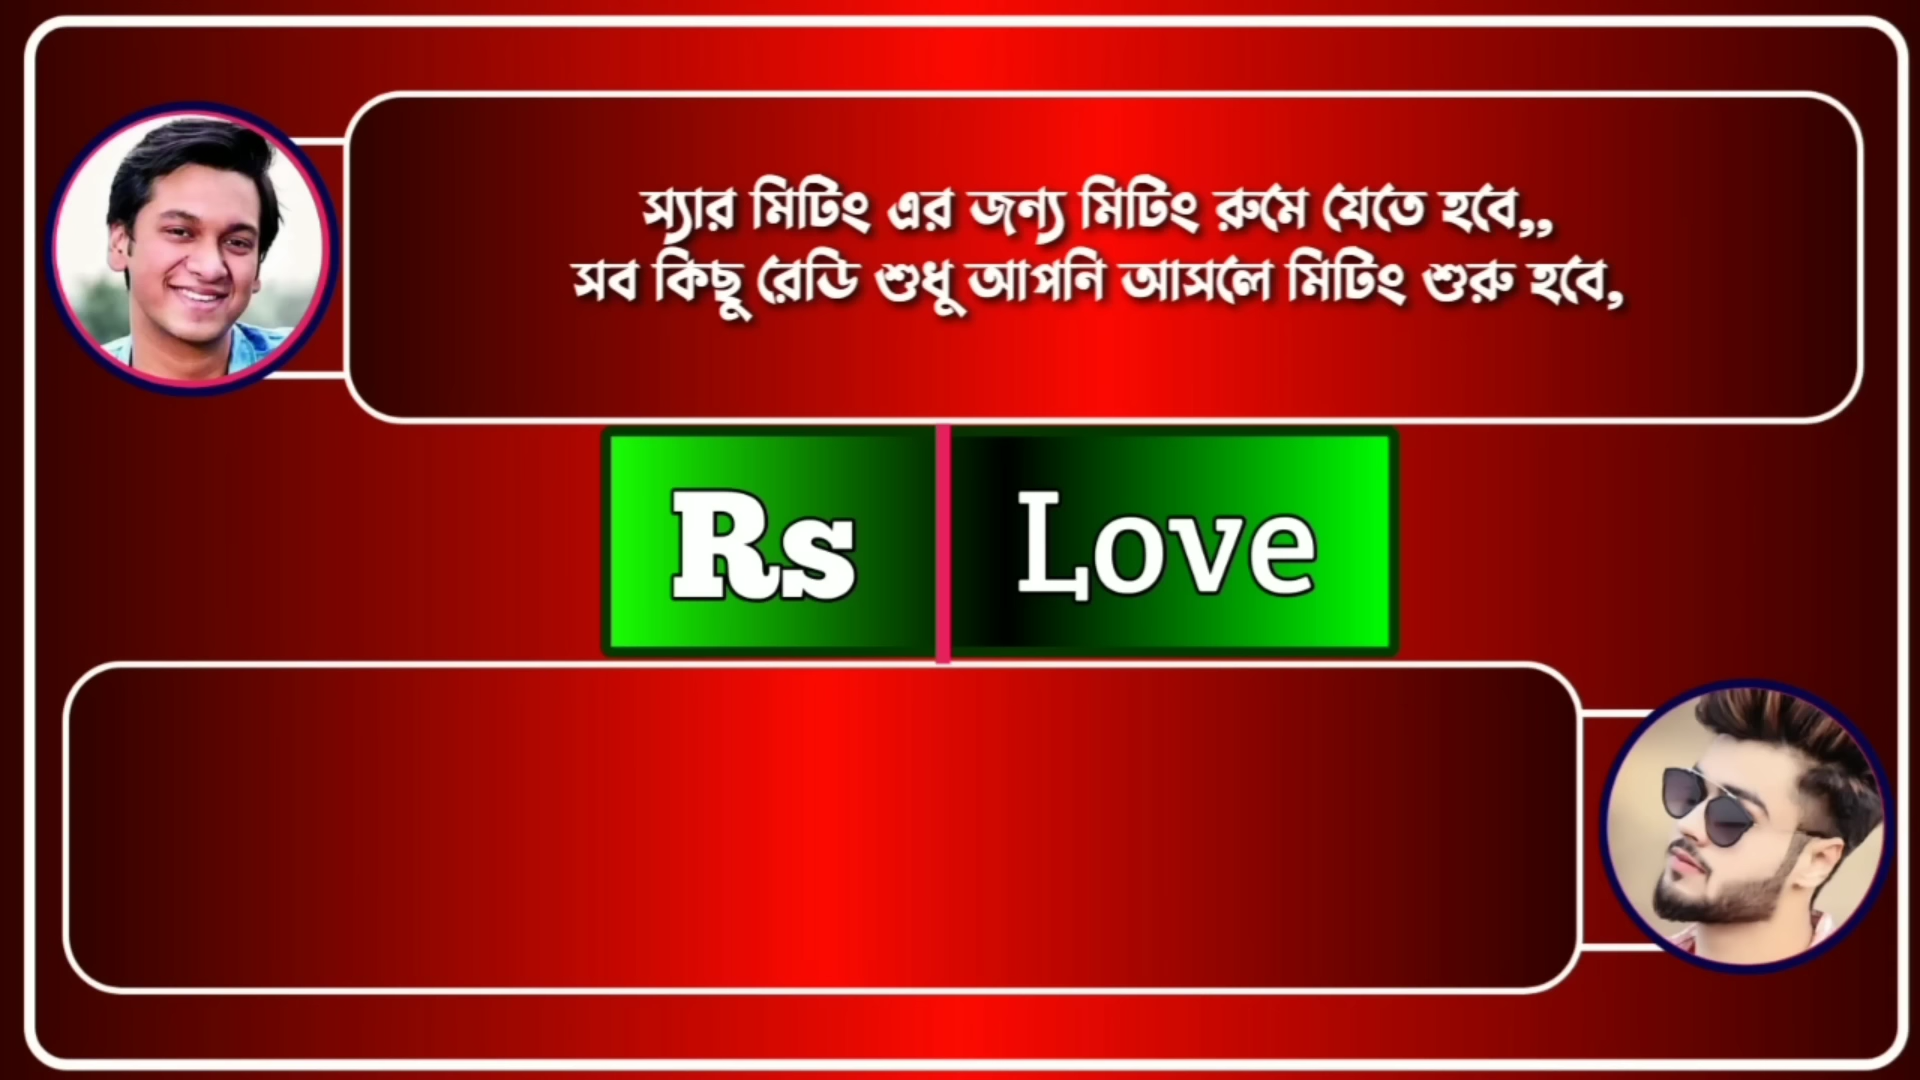 স্যার মিটিং এর জন্য মিটিং রুমে যেতে হবে,,
সব কিছু রেডি শুধু আপনি আসলে মিটিং শুরু হবে,
Rs Love